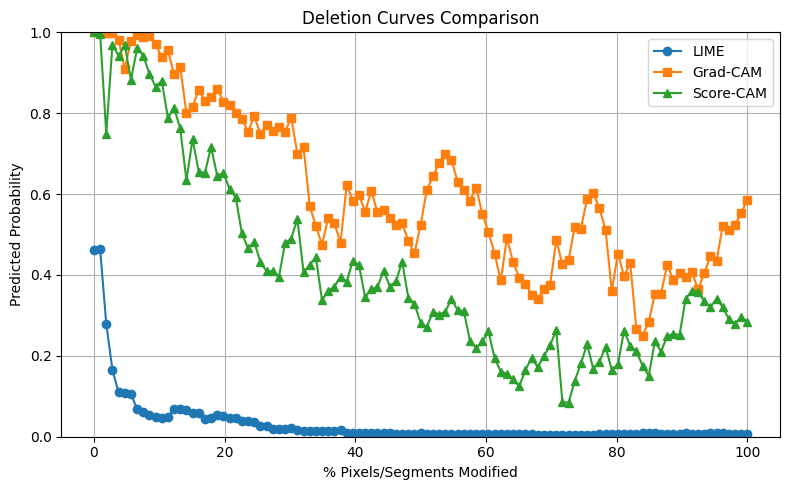 Deletion Curves Comparison
LIME
Grad-CAM
Score-CAM
Predicted Probability
1.0
0.8
0.6
0.4
0.2
0.0
0
20
40
60
80
100
% Pixels/Segments Modified